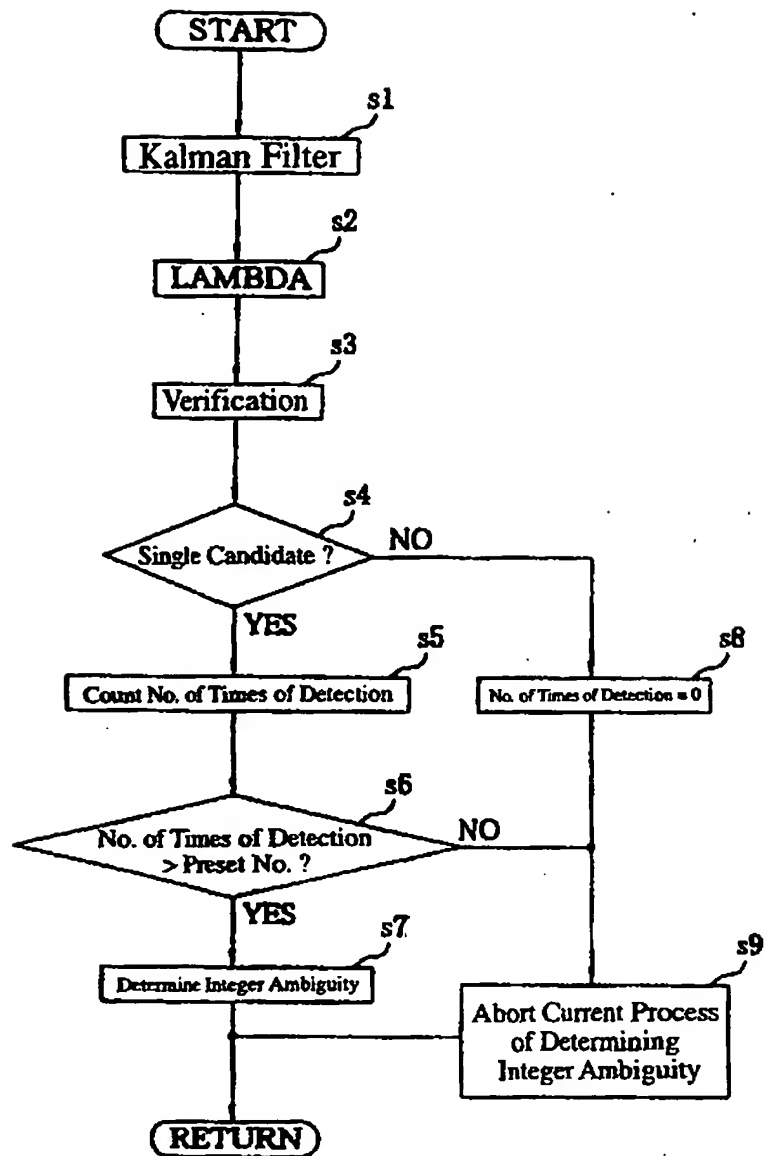 START
s1
Kalman Filter
s2
LAMBDA
s3
Verification
s4
Single Candidate ?
NO
YES
s5
Count No. of Times of Detection
s8
No. of Times of Detection = 0
s6
No. of Times of Detection
> Preset No. ?
NO
YES
s7
Determine Integer Ambiguity
s9
Abort Current Process
of Determining
Integer Ambiguity
RETURN